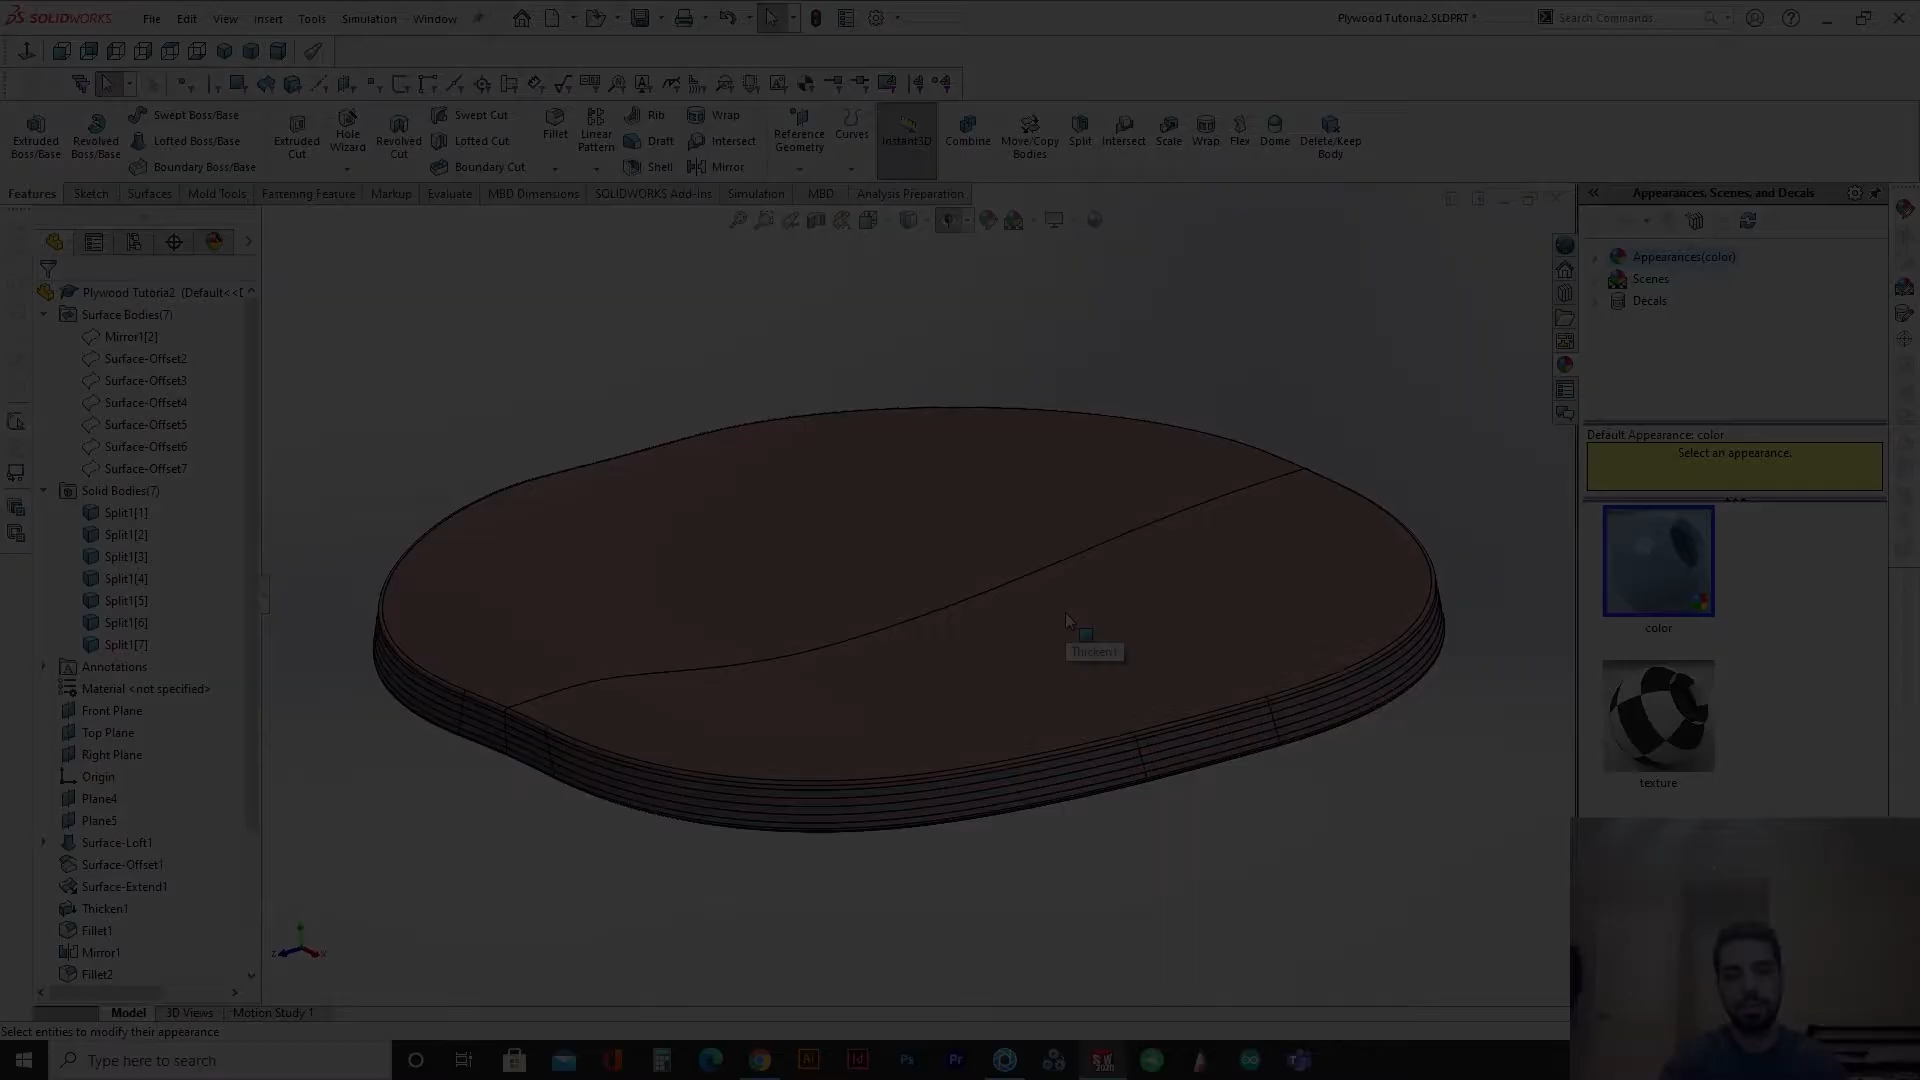 SOLIDWORKS File Edit View Insert Tools Simulation Window
Plywood Tutoria2.SLDPRT *
Search Commands
Extruded Boss/Base
Revolved Boss/Base
Swept Boss/Base
Lofted Boss/Base
Boundary Boss/Base
Extruded Cut
Hole Wizard
Revolved Cut
Swept Cut
Lofted Cut
Boundary Cut
Fillet
Linear Pattern
Rib
Draft
Shell
Wrap
Intersect
Mirror
Reference Geometry
Curves
Instant3D
Combine
Move/Copy Bodies
Split
Intersect
Scale
Wrap
Flex
Dome
Delete/Keep Body
Features Sketch Surfaces Mold Tools Fastening Feature Markup Evaluate MBD Dimensions SOLIDWORKS Add-Ins Simulation MBD Analysis Preparation
Plywood Tutoria2 (Default<<[
Surface Bodies(7)
Mirror1[2]
Surface-Offset2
Surface-Offset3
Surface-Offset4
Surface-Offset5
Surface-Offset6
Surface-Offset7
Solid Bodies(7)
Split1[1]
Split1[2]
Split1[3]
Split1[4]
Split1[5]
Split1[6]
Split1[7]
Annotations
Material <not specified>
Front Plane
Top Plane
Right Plane
Origin
Plane4
Plane5
Surface-Loft1
Surface-Offset1
Surface-Extend1
Thicken1
Fillet1
Mirror1
Fillet2
Thicken1
Appearances, Scenes, and Decals
Appearances(color)
Scenes
Decals
Default Appearance: color
Select an appearance.
color
texture
Model 3D Views Motion Study 1
Select entities to modify their appearance
Type here to search
Ai
Id
Ps
Pr
SW
2020